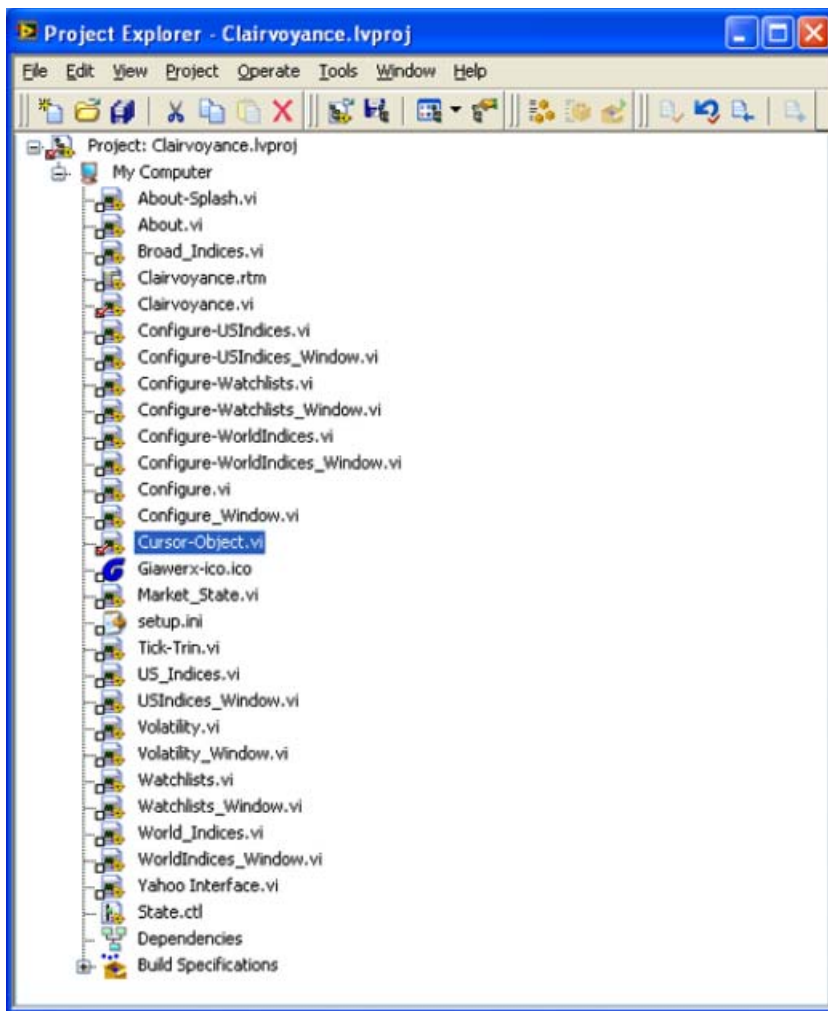 Project Explorer - Clairvoyance.lvproj
File Edit View Project Operate Tools Window Help
Project: Clairvoyance.lvproj
My Computer
About-Splash.vi
About.vi
Broad_Indices.vi
Clairvoyance.rtm
Clairvoyance.vi
Configure-USIndices.vi
Configure-USIndices_Window.vi
Configure-Watchlists.vi
Configure-Watchlists_Window.vi
Configure-WorldIndices.vi
Configure-WorldIndices_Window.vi
Configure.vi
Configure_Window.vi
Cursor-Object.vi
Giawerx-ico.ico
Market_State.vi
setup.ini
Tick-Trin.vi
US_Indices.vi
USIndices_Window.vi
Volatility.vi
Volatility_Window.vi
Watchlists.vi
Watchlists_Window.vi
World_Indices.vi
WorldIndices_Window.vi
Yahoo Interface.vi
State.ctl
Dependencies
Build Specifications